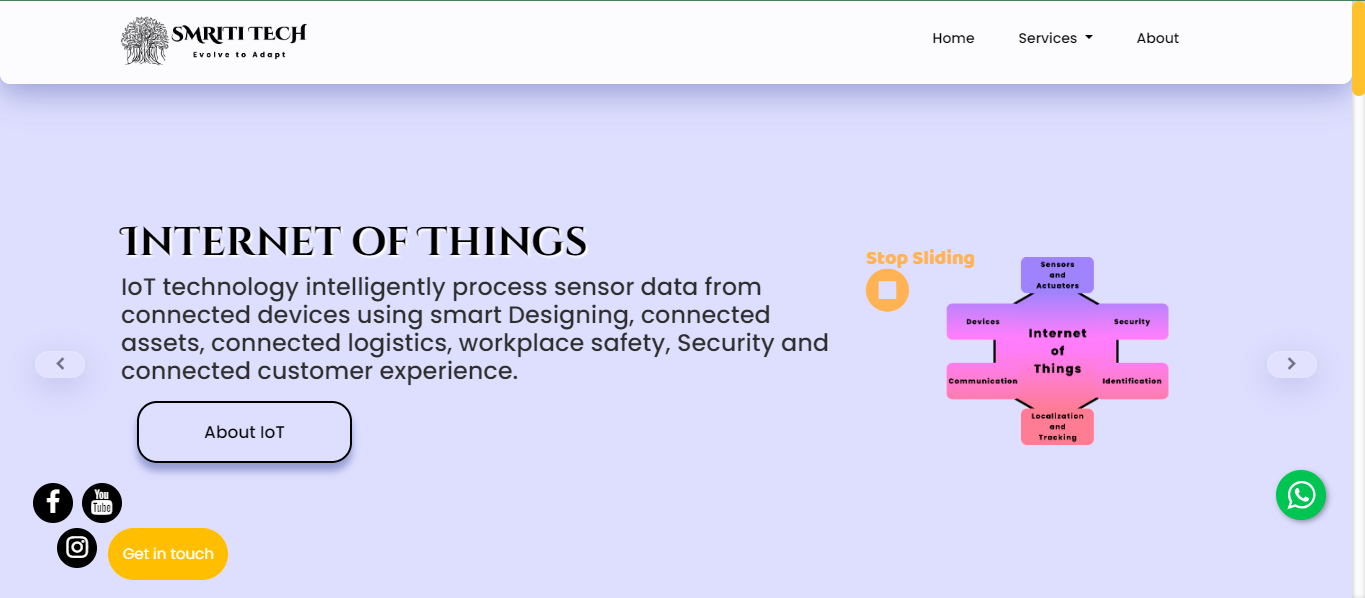 SMRITI TECH
Evolve to Adapt
Home
Services
About
Internet of Things
IoT technology intelligently process sensor data from
connected devices using smart Designing, connected
assets, connected logistics, workplace safety, Security and
connected customer experience.
About IoT
Stop Sliding
Sensors
and
Actuators
Devices
Security
Internet
of
Things
Communication
Identification
Localization
and
Tracking
You
Tube
Get in touch